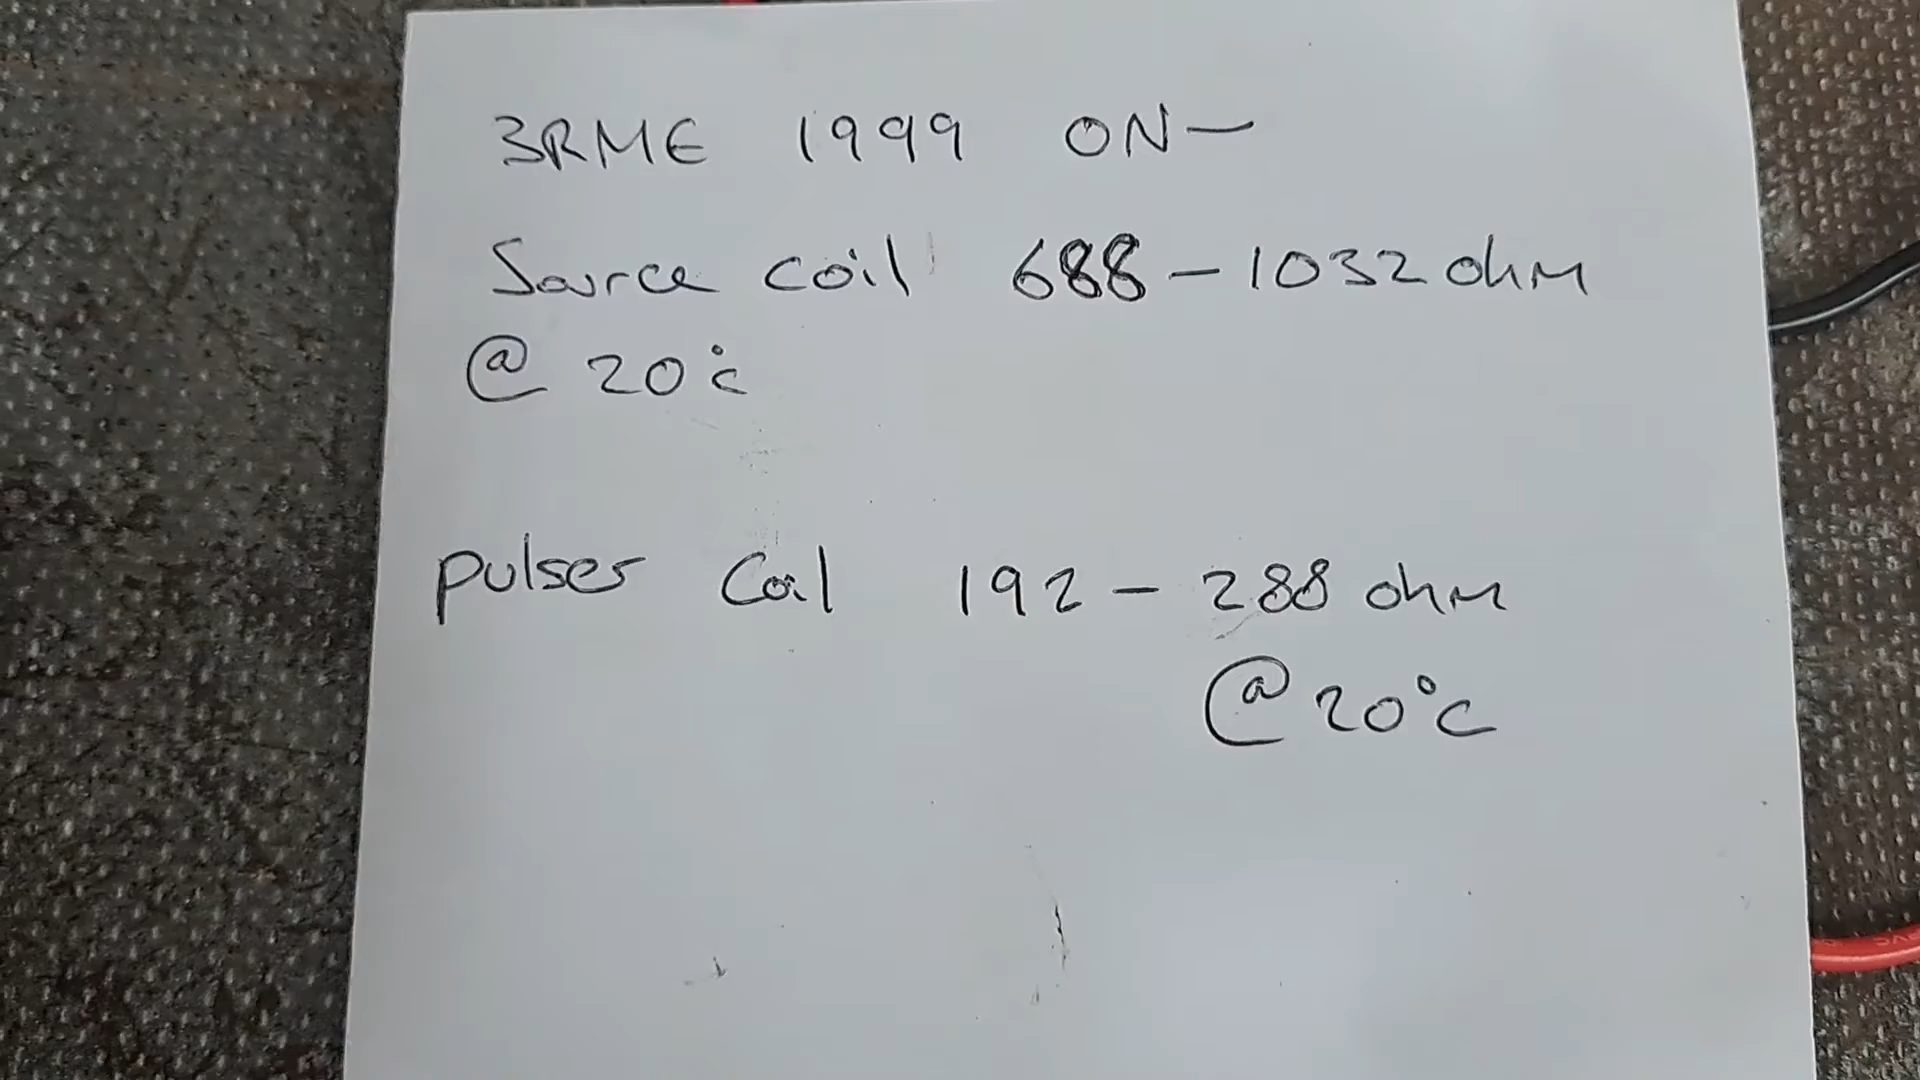 3RME 1999 ON—
Source coil 688 - 1032 ohm
@ 20°c
pulser Coil 192 - 288 ohm
@ 20°c